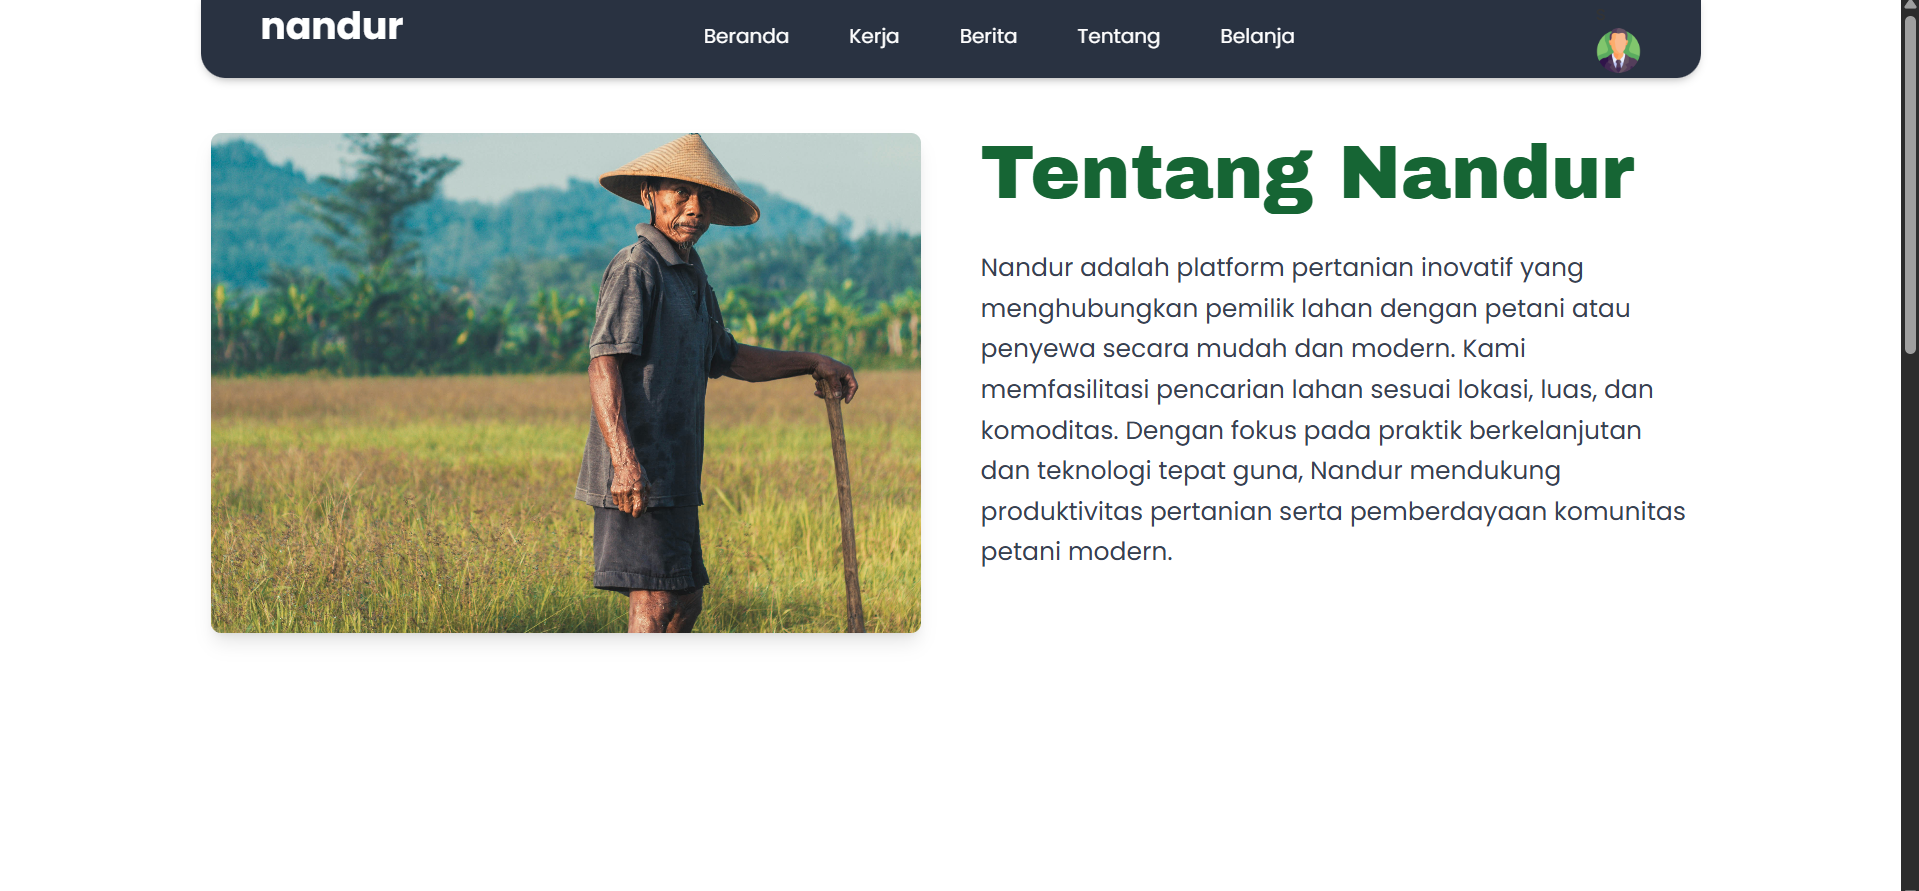 nandur
Beranda
Kerja
Berita
Tentang
Belanja
Tentang Nandur
Nandur adalah platform pertanian inovatif yang
menghubungkan pemilik lahan dengan petani atau
penyewa secara mudah dan modern. Kami
memfasilitasi pencarian lahan sesuai lokasi, luas, dan
komoditas. Dengan fokus pada praktik berkelanjutan
dan teknologi tepat guna, Nandur mendukung
produktivitas pertanian serta pemberdayaan komunitas
petani modern.